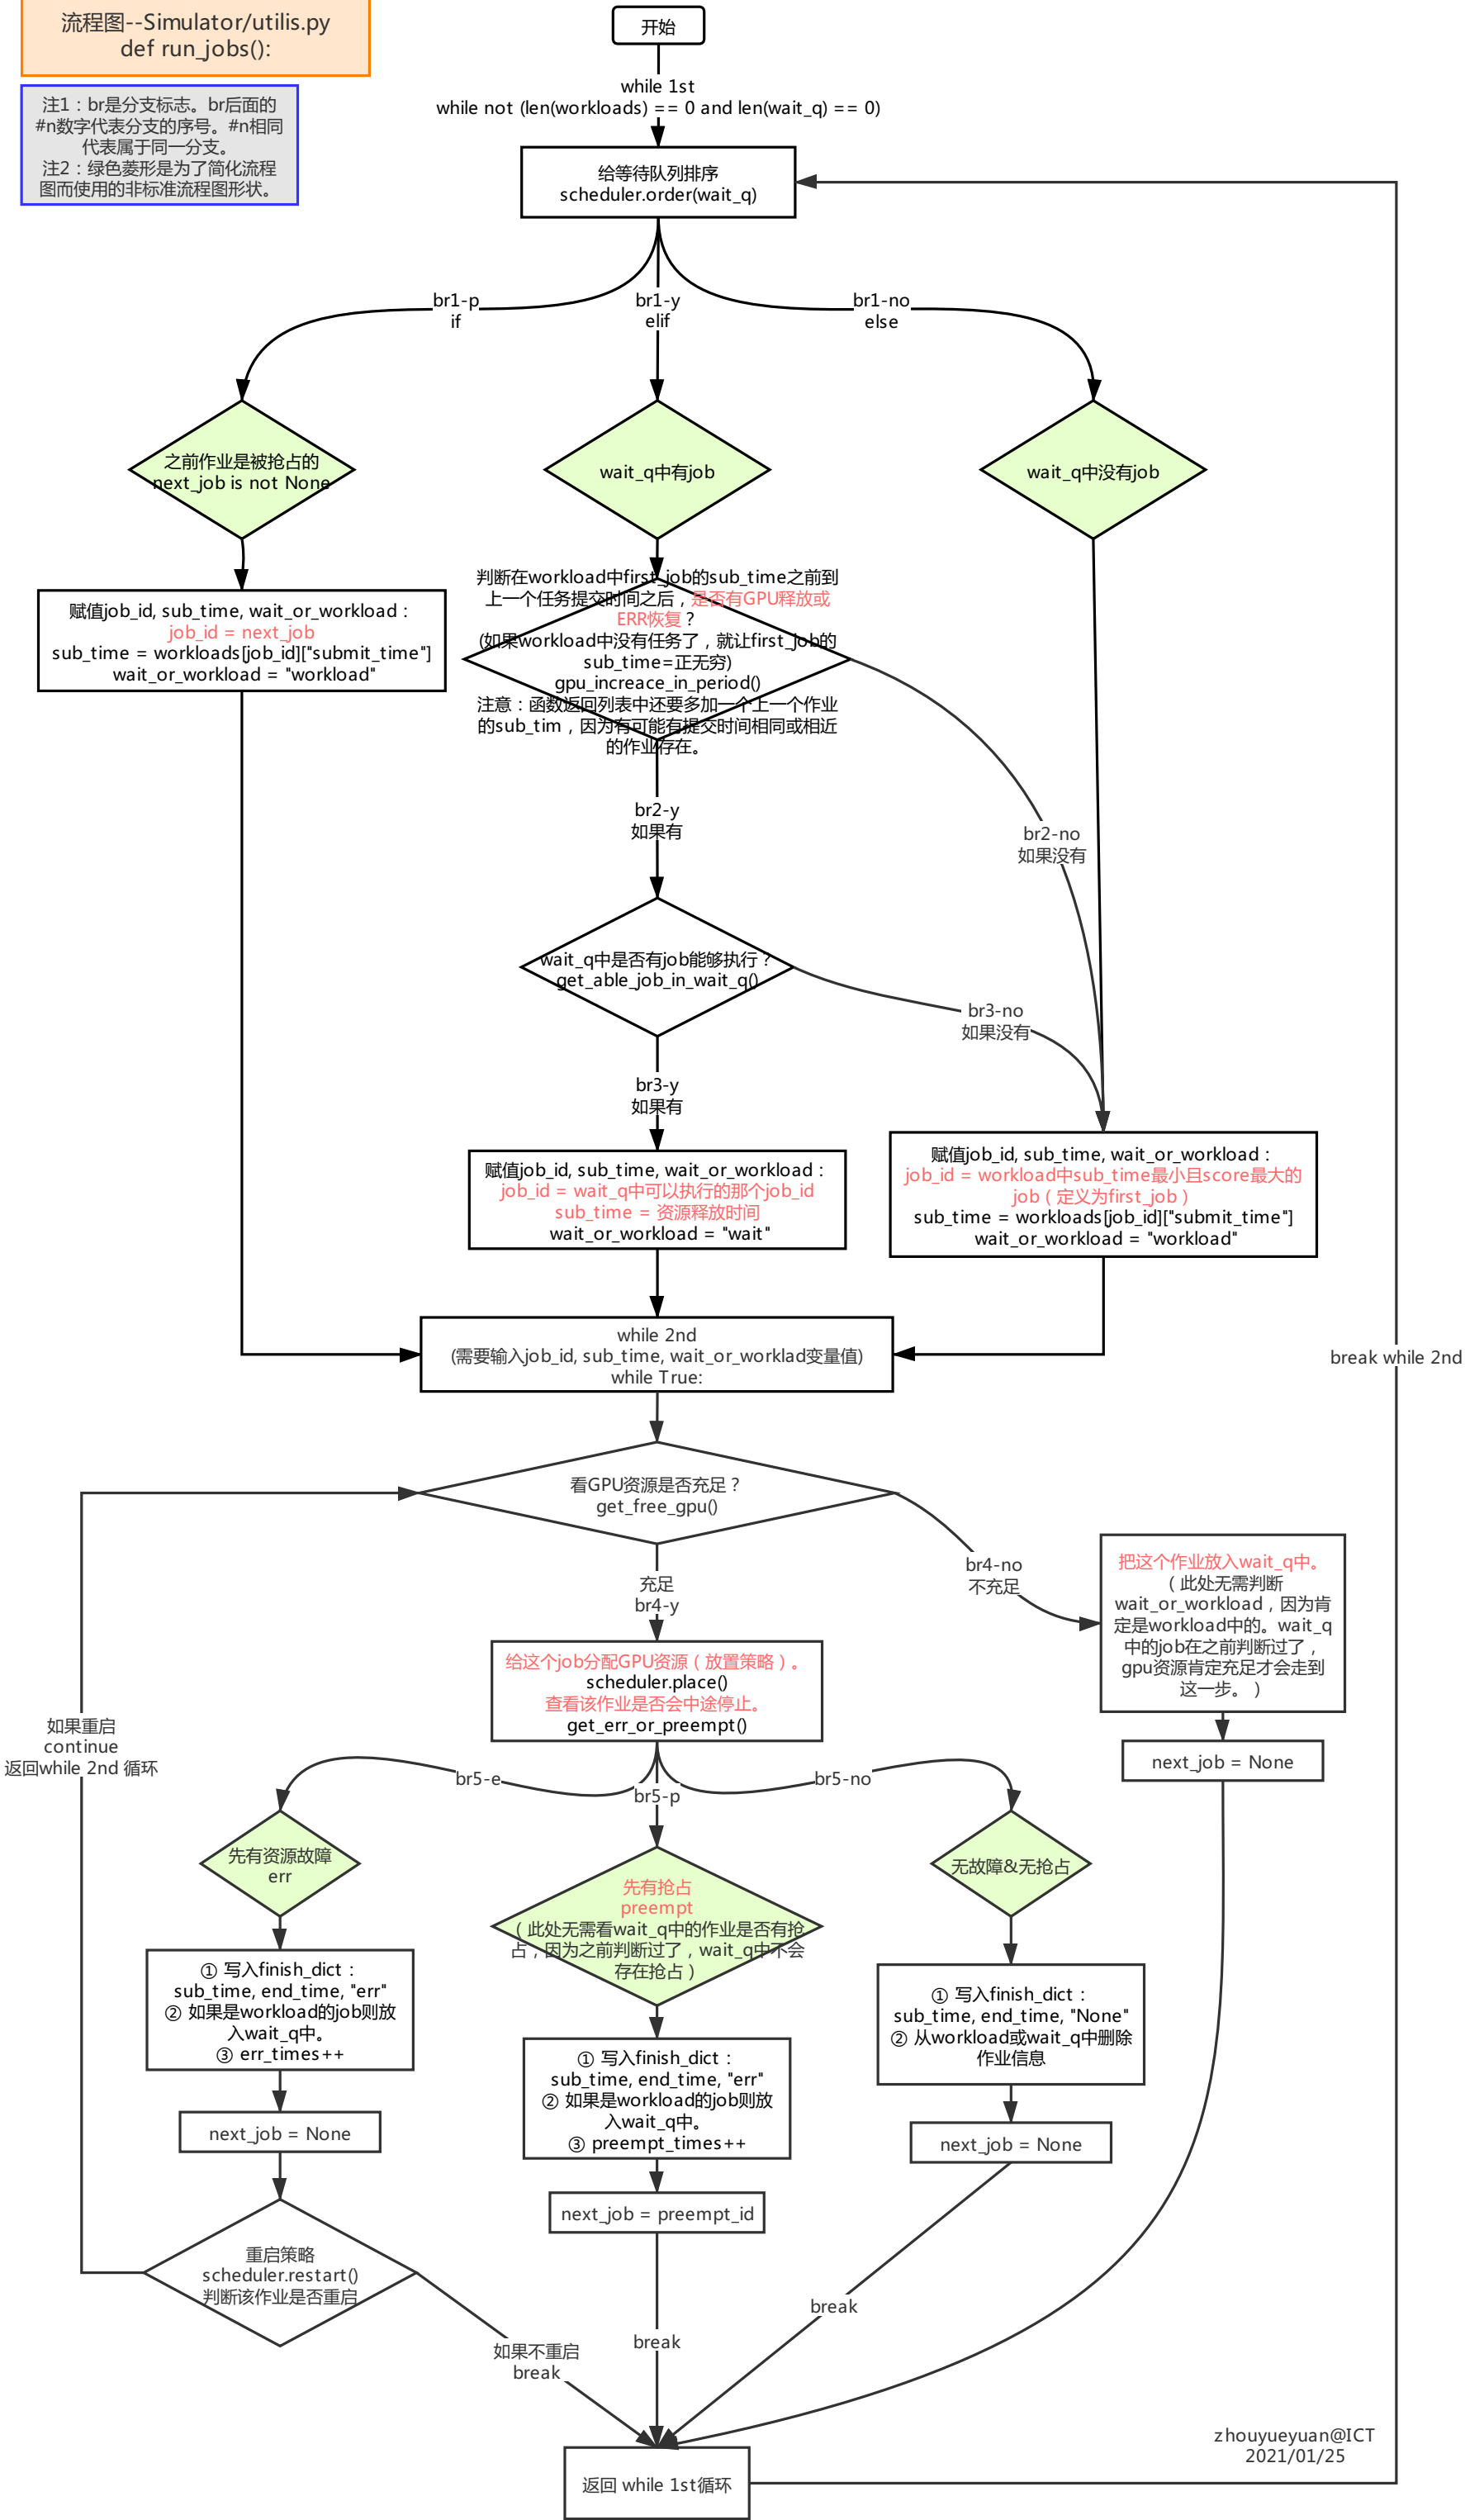 流程图--Simulator/utilis.py
def run_jobs():
注1：br是分支标志。br后面的
#n数字代表分支的序号。#n相同
代表属于同一分支。
注2：绿色菱形是为了简化流程
图而使用的非标准流程图形状。
开始
while 1st
while not (len(workloads) == 0 and len(wait_q) == 0)
给等待队列排序
scheduler.order(wait_q)
br1-p
if
br1-y
elif
br1-no
else
之前作业是被抢占的
next_job is not None
wait_q中有job
wait_q中没有job
赋值job_id, sub_time, wait_or_workload：
job_id = next_job
sub_time = workloads[job_id]["submit_time"]
wait_or_workload = "workload"
判断在workload中first_job的sub_time之前到
上一个任务提交时间之后，是否有GPU释放或
ERR恢复？
(如果workload中没有任务了，就让first_job的
sub_time=正无穷)
gpu_increace_in_period()
注意：函数返回列表中还要多加一个上一个作业
的sub_tim，因为有可能有提交时间相同或相近
的作业存在。
br2-y
如果有
br2-no
如果没有
wait_q中是否有job能够执行？
get_able_job_in_wait_q()
br3-no
如果没有
br3-y
如果有
赋值job_id, sub_time, wait_or_workload：
job_id = wait_q中可以执行的那个job_id
sub_time = 资源释放时间
wait_or_workload = "wait"
赋值job_id, sub_time, wait_or_workload：
job_id = workload中sub_time最小且score最大的
job（定义为first_job）
sub_time = workloads[job_id]["submit_time"]
wait_or_workload = "workload"
while 2nd
(需要输入job_id, sub_time, wait_or_worklad变量值)
while True:
break while 2nd
看GPU资源是否充足？
get_free_gpu()
充足
br4-y
br4-no
不充足
把这个作业放入wait_q中。
（此处无需判断
wait_or_workload，因为肯
定是workload中的。wait_q
中的job在之前判断过了，
gpu资源肯定充足才会走到
这一步。）
next_job = None
给这个job分配GPU资源（放置策略）。
scheduler.place()
查看该作业是否会中途停止。
get_err_or_preempt()
如果重启
continue
返回while 2nd 循环
br5-e
br5-p
br5-no
先有资源故障
err
先有抢占
preempt
（此处无需看wait_q中的作业是否有抢
占，因为之前判断过了，wait_q中不会
存在抢占）
无故障&无抢占
① 写入finish_dict：
sub_time, end_time, "err"
② 如果是workload的job则放
入wait_q中。
③ err_times++
① 写入finish_dict：
sub_time, end_time, "err"
② 如果是workload的job则放
入wait_q中。
③ preempt_times++
① 写入finish_dict：
sub_time, end_time, "None"
② 从workload或wait_q中删除
作业信息
next_job = None
next_job = preempt_id
next_job = None
重启策略
scheduler.restart()
判断该作业是否重启
如果不重启
break
break
break
返回 while 1st循环
zhouyueyuan@ICT
2021/01/25